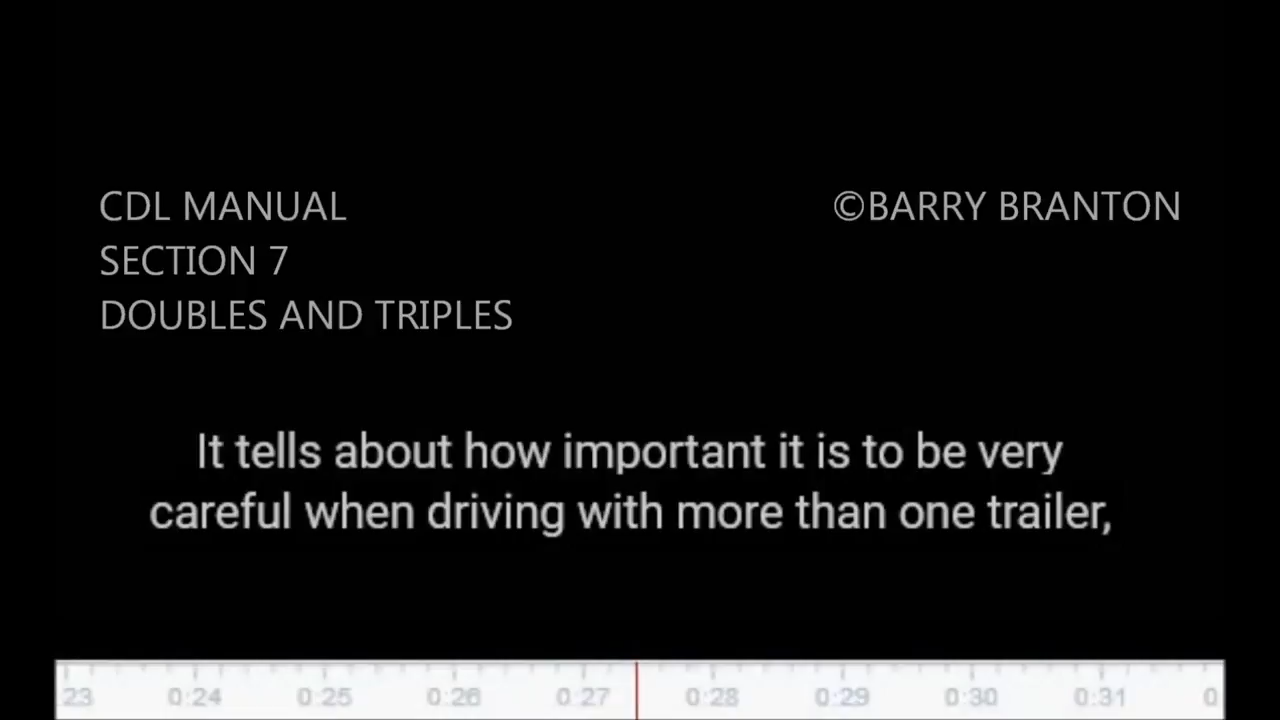 CDL MANUAL
©BARRY BRANTON
SECTION 7
DOUBLES AND TRIPLES
It tells about how important it is to be very
careful when driving with more than one trailer,
23 0:24 0:25 0:26 0:27 0:28 0:29 0:30 0:31 0